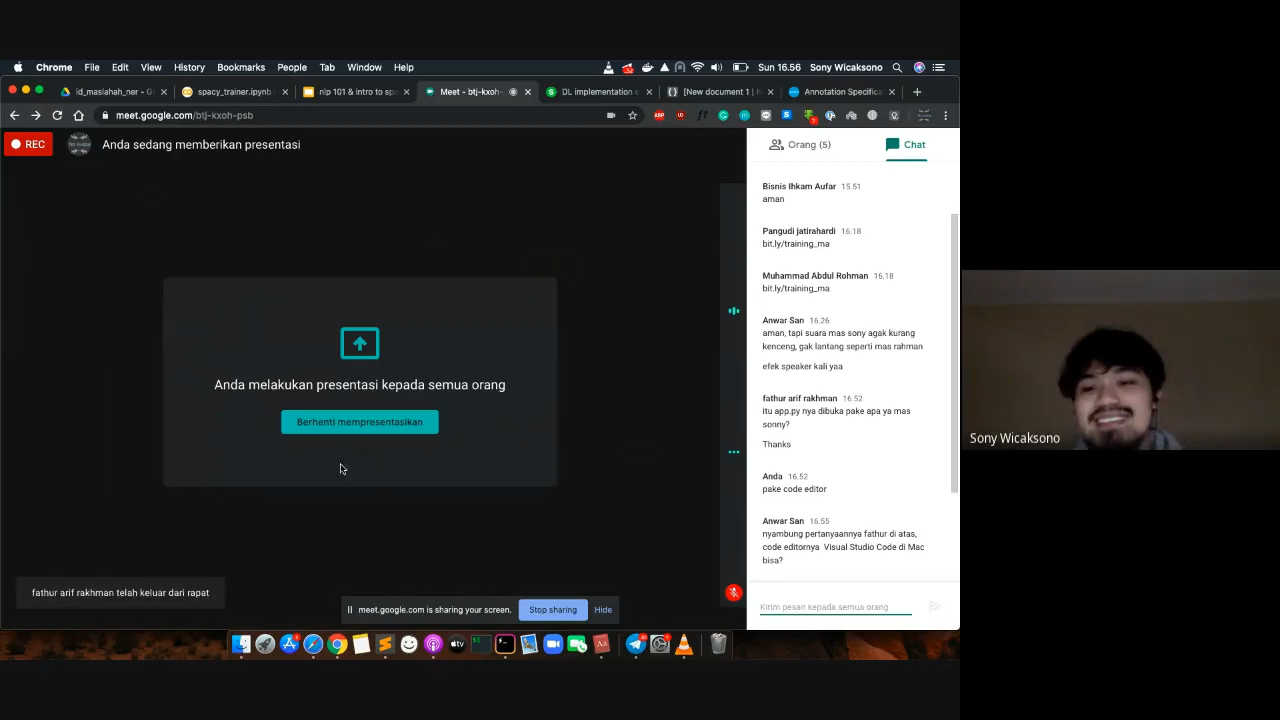 Chrome File Edit View History Bookmarks People Tab Window Help
Sun 16.56 Sony Wicaksono
id_maslahah_ner - G
spacy_trainer.ipynb
nlp 101 & intro to sp
Meet - btj-kxoh-
DL implementation o
[New document 1] N
Annotation Specifica
meet.google.com/btj-kxoh-psb
REC
Anda sedang memberikan presentasi
Orang (5)
Chat
Bisnis Ihkam Aufar 15.51
aman
Pangudi jatirahardi 16.18
bit.ly/training_ma
Muhammad Abdul Rohman 16.18
bit.ly/training_ma
Anwar San 16.26
aman, tapi suara mas sony agak kurang
kenceng, gak lantang seperti mas rahman
efek speaker kali yaa
fathur arif rakhman 16.52
itu app.py nya dibuka pake apa ya mas
sonny?
Thanks
Anda 16.52
pake code editor
Anwar San 16.55
nyambung pertanyaannya fathur di atas,
code editornya Visual Studio Code di Mac
bisa?
Kirim pesan kepada semua orang
Anda melakukan presentasi kepada semua orang
Berhenti mempresentasikan
fathur arif rakhman telah keluar dari rapat
meet.google.com is sharing your screen.
Stop sharing
Hide
Sony Wicaksono